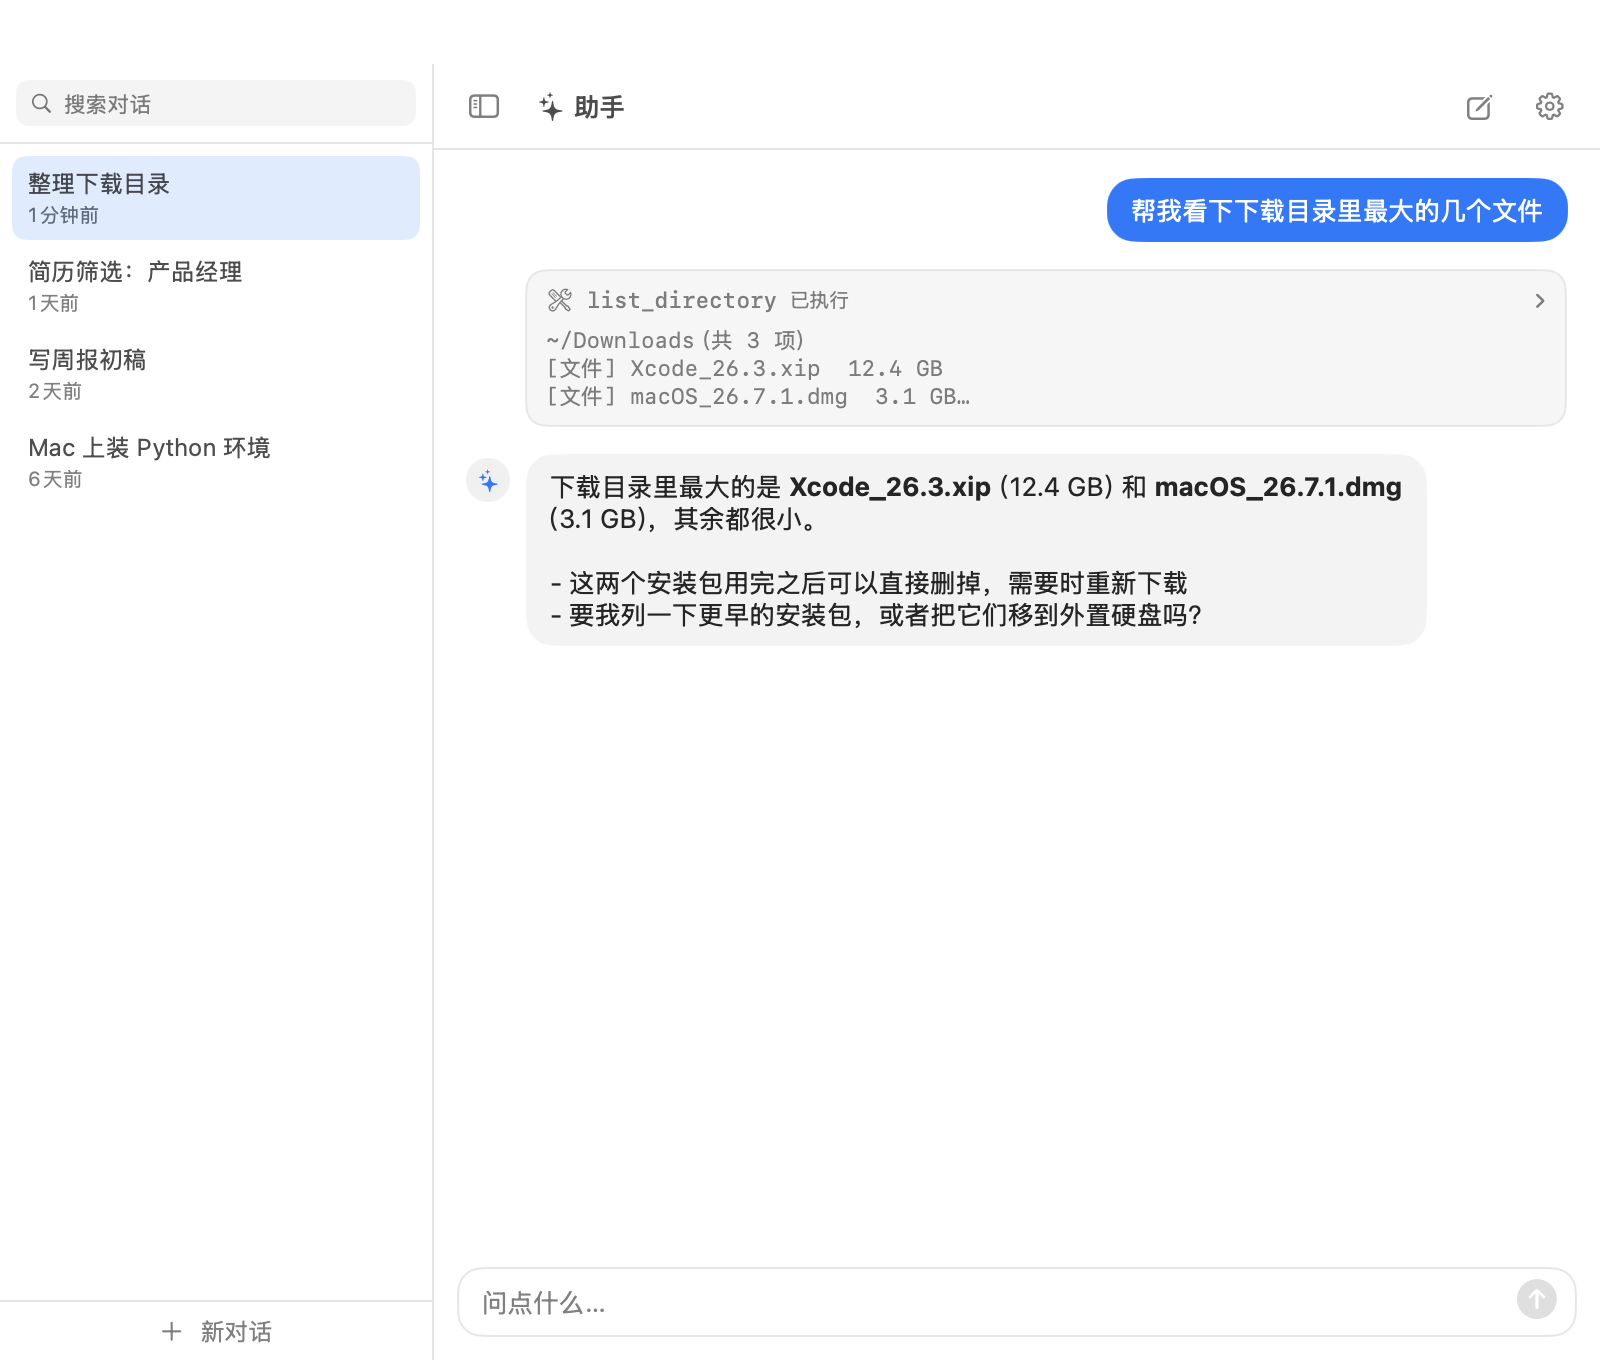 搜索对话
整理下载目录
1分钟前
简历筛选：产品经理
1天前
写周报初稿
2天前
Mac 上装 Python 环境
6天前
新对话
助手
帮我看下下载目录里最大的几个文件
list_directory 已执行
~/Downloads (共 3 项)
[文件] Xcode_26.3.xip  12.4 GB
[文件] macOS_26.7.1.dmg  3.1 GB…
下载目录里最大的是 Xcode_26.3.xip (12.4 GB) 和 macOS_26.7.1.dmg
(3.1 GB)，其余都很小。
- 这两个安装包用完之后可以直接删掉，需要时重新下载
- 要我列一下更早的安装包，或者把它们移到外置硬盘吗？
问点什么...